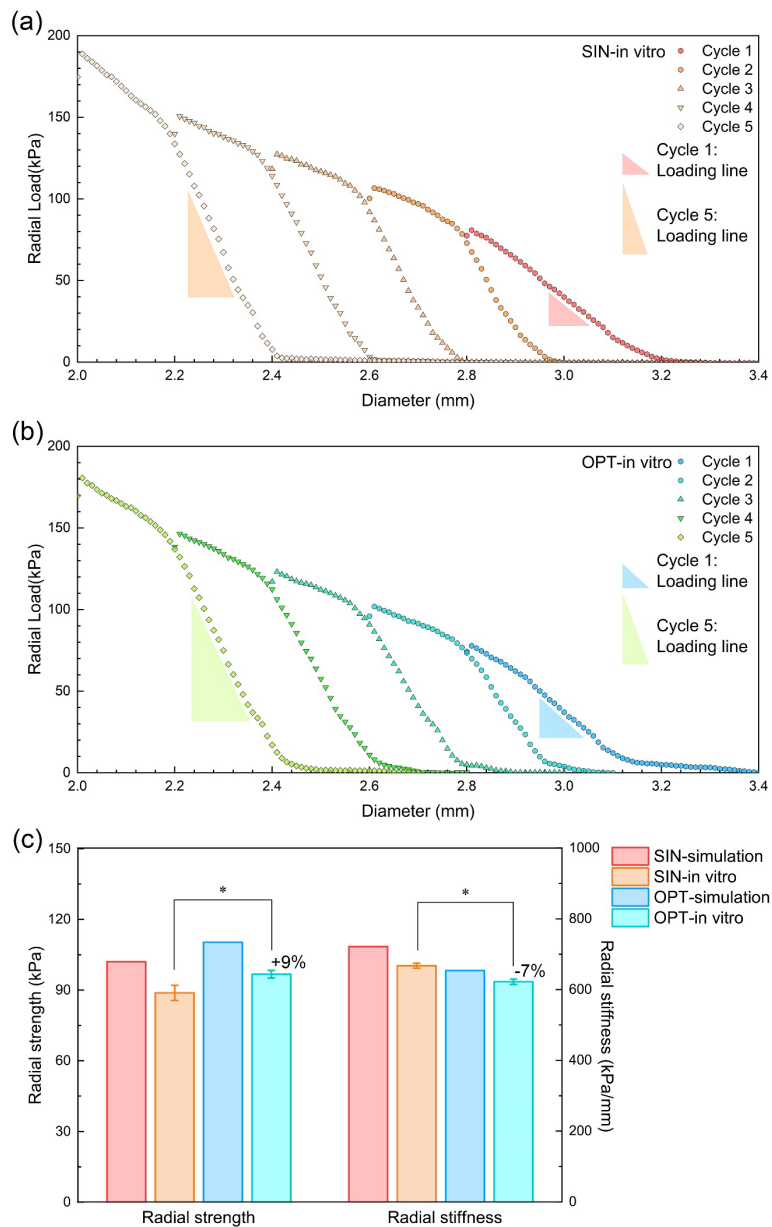 (a)
200
150
100
50
0
Radial Load(kPa)
2.0 2.2 2.4 2.6 2.8 3.0 3.2 3.4
Diameter (mm)
SIN-in vitro
Cycle 1
Cycle 2
Cycle 3
Cycle 4
Cycle 5
Cycle 1:
Loading line
Cycle 5:
Loading line
(b)
200
150
100
50
0
Radial Load(kPa)
2.0 2.2 2.4 2.6 2.8 3.0 3.2 3.4
Diameter (mm)
OPT-in vitro
Cycle 1
Cycle 2
Cycle 3
Cycle 4
Cycle 5
Cycle 1:
Loading line
Cycle 5:
Loading line
(c)
150
120
90
60
30
0
Radial strength (kPa)
*
+9%
*
-7%
Radial strength Radial stiffness
1000
800
600
400
200
0
Radial stiffness (kPa/mm)
SIN-simulation
SIN-in vitro
OPT-simulation
OPT-in vitro